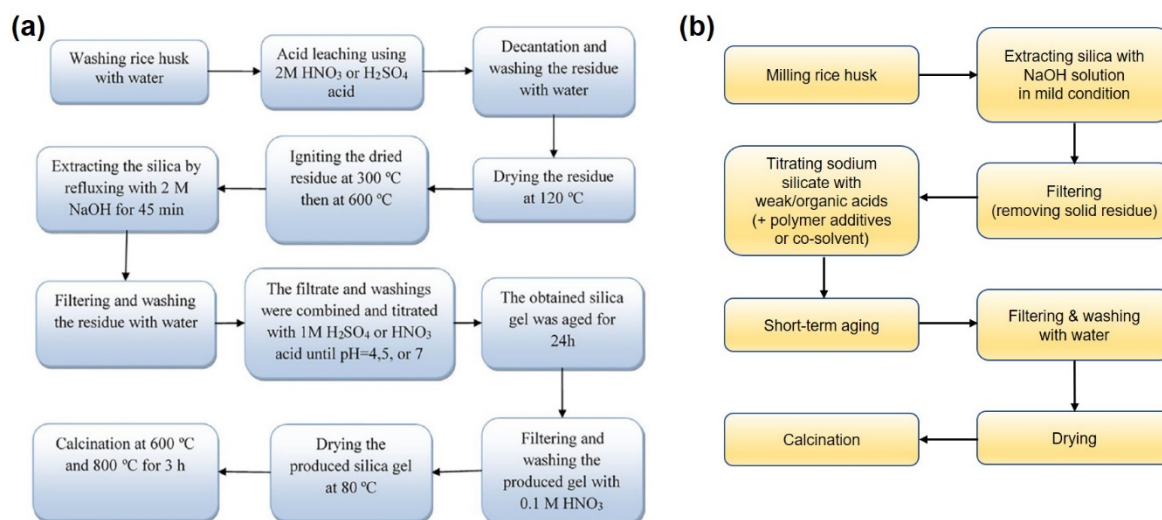 (a)
Washing rice husk
with water
Acid leaching using
2M HNO₃ or H₂SO₄
acid
Decantation and
washing the residue
with water
Drying the residue
at 120 ºC
Igniting the dried
residue at 300 ºC
then at 600 ºC
Extracting the silica by
refluxing with 2 M
NaOH for 45 min
Filtering and washing
the residue with water
The filtrate and washings
were combined and titrated
with 1M H₂SO₄ or HNO₃
acid until pH=4,5, or 7
The obtained silica
gel was aged for
24h
Filtering and
washing the
produced gel with
0.1 M HNO₃
Drying the
produced silica gel
at 80 ºC
Calcination at 600 ºC
and 800 ºC for 3 h
(b)
Milling rice husk
Extracting silica with
NaOH solution
in mild condition
Filtering
(removing solid residue)
Titrating sodium
silicate with
weak/organic acids
(+ polymer additives
or co-solvent)
Short-term aging
Filtering & washing
with water
Drying
Calcination